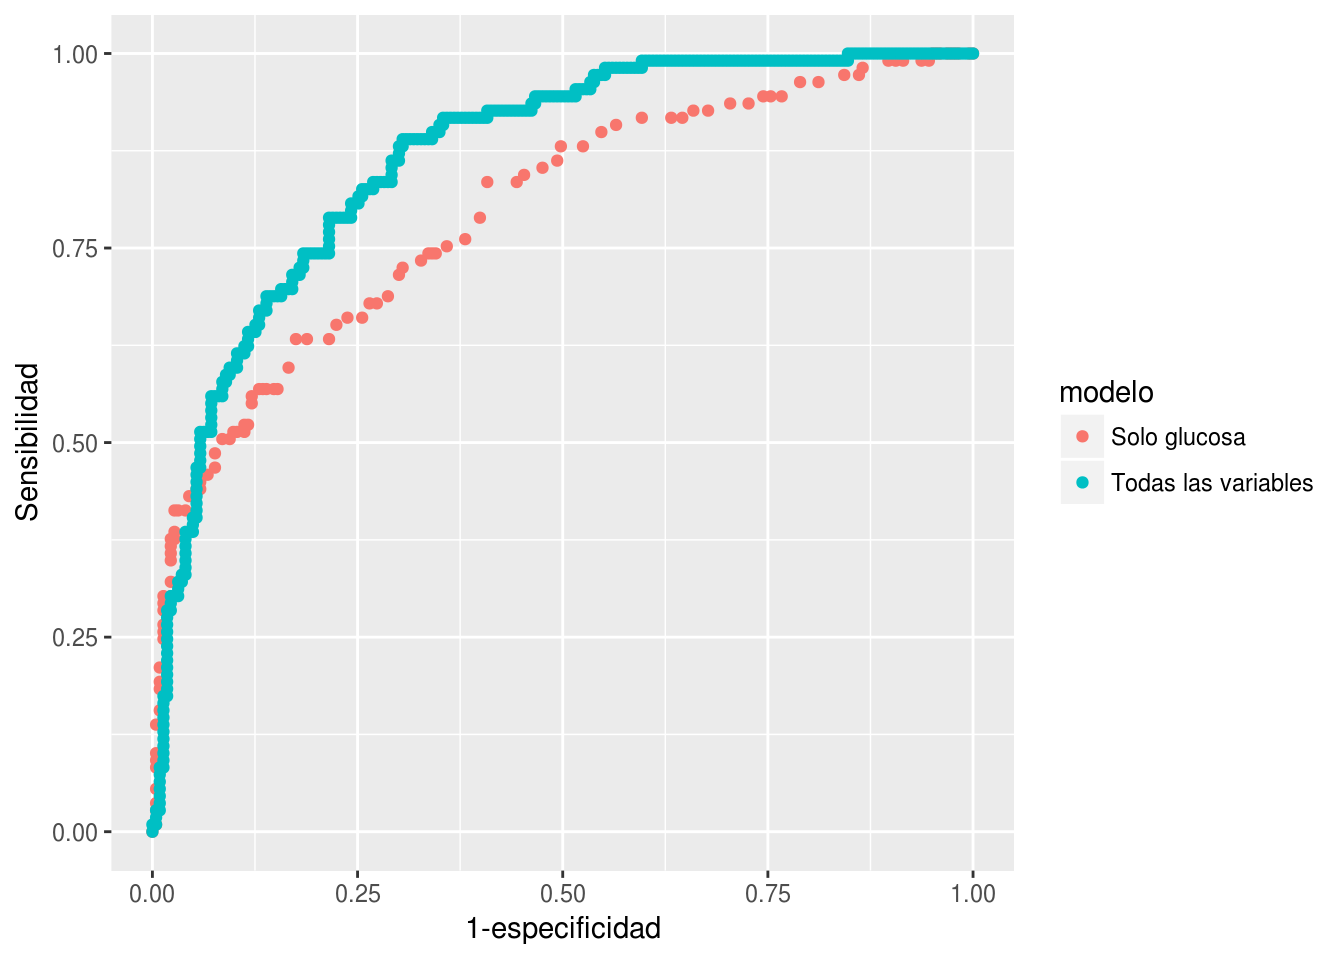 1.00
0.75
0.50
0.25
0.00
Sensibilidad
0.00 0.25 0.50 0.75 1.00
1-especificidad
modelo
Solo glucosa
Todas las variables